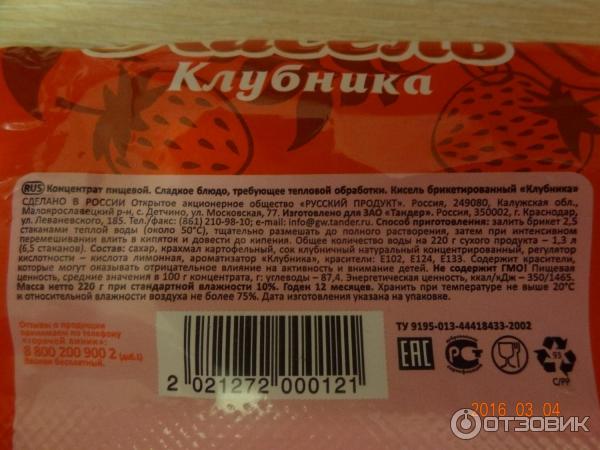 Кисель
Клубника
RUS Концентрат пищевой. Сладкое блюдо, требующее тепловой обработки. Кисель брикетированный «Клубника»
СДЕЛАНО В РОССИИ Открытое акционерное общество «РУССКИЙ ПРОДУКТ». Россия, 249080, Калужская обл.,
Малоярославецкий р-н, с. Детчино, ул. Московская, 77. Изготовлено для ЗАО «Тандер». Россия, 350002, г. Краснодар,
ул. Леваневского, 185. Тел./факс: (861) 210-98-10; e-mail: info@gw.tander.ru. Способ приготовления: залить брикет 2,5
стаканами теплой воды (около 50°С), тщательно размешать до полного растворения, затем при интенсивном
перемешивании влить в кипяток и довести до кипения. Общее количество воды на 220 г сухого продукта – 1,3 л
(6,5 стаканов). Состав: сахар, крахмал картофельный, сок клубничный натуральный концентрированный, регулятор
кислотности – кислота лимонная, ароматизатор «Клубника», красители: Е102, Е124, Е133. Содержит красители,
которые могут оказывать отрицательное влияние на активность и внимание детей. Не содержит ГМО! Пищевая
ценность, средние значения в 100 г концентрата, г: углеводы – 87,4. Энергетическая ценность, ккал/кДж – 350/1465.
Масса нетто 220 г при стандартной влажности 10%. Годен 12 месяцев. Хранить при температуре не выше 20°С
и относительной влажности воздуха не более 75%. Дата изготовления указана на упаковке.
Отзывы о продукции
принимаем по телефону
«горячей линии»:
8 800 200 900 2 (доб.1)
Звонок бесплатный.
2 021272 000121
ТУ 9195-013-44418433-2002
ЕАС
РСТ
93
C/PP
2016 03 04
ОТЗОВИК